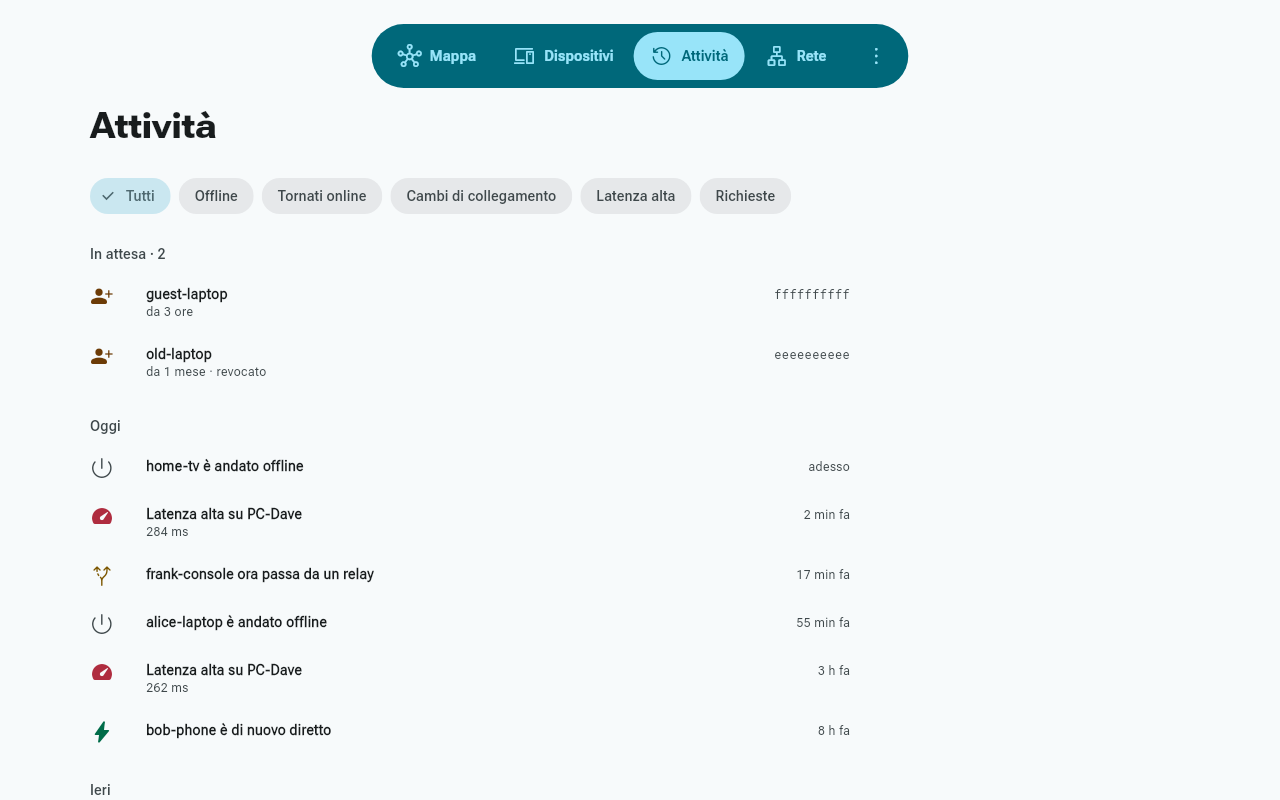 Mappa
Dispositivi
Attività
Rete
Attività
Tutti
Offline
Tornati online
Cambi di collegamento
Latenza alta
Richieste
In attesa · 2
guest-laptop
ffffffffff
da 3 ore
old-laptop
eeeeeeeeee
da 1 mese · revocato
Oggi
home-tv è andato offline
adesso
Latenza alta su PC-Dave
2 min fa
284 ms
frank-console ora passa da un relay
17 min fa
alice-laptop è andato offline
55 min fa
Latenza alta su PC-Dave
3 h fa
262 ms
bob-phone è di nuovo diretto
8 h fa
Ieri